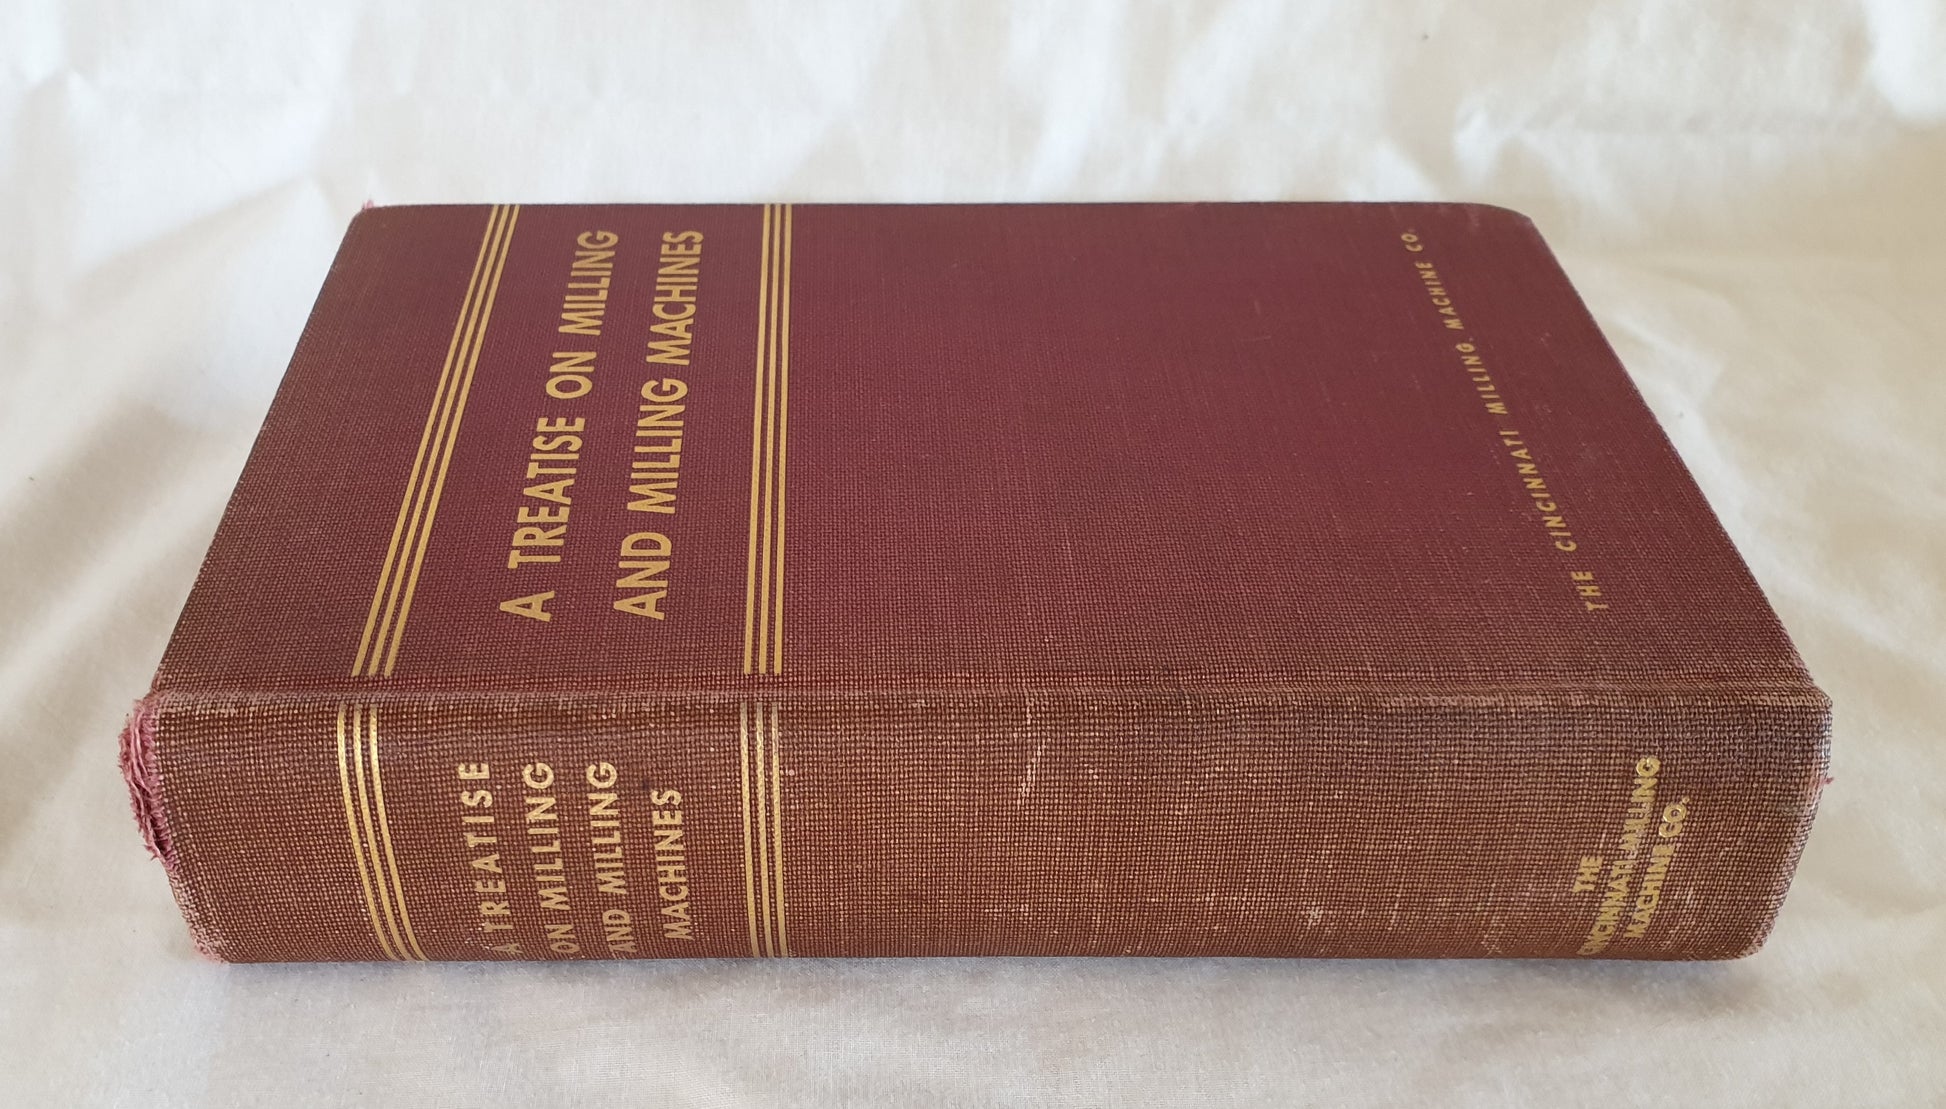 A TREATISE ON MILLING
AND MILLING MACHINES
THE CINCINNATI MILLING MACHINE CO.
A TREATISE
ON MILLING
AND MILLING
MACHINES
THE
CINCINNATI MILLING
MACHINE CO.